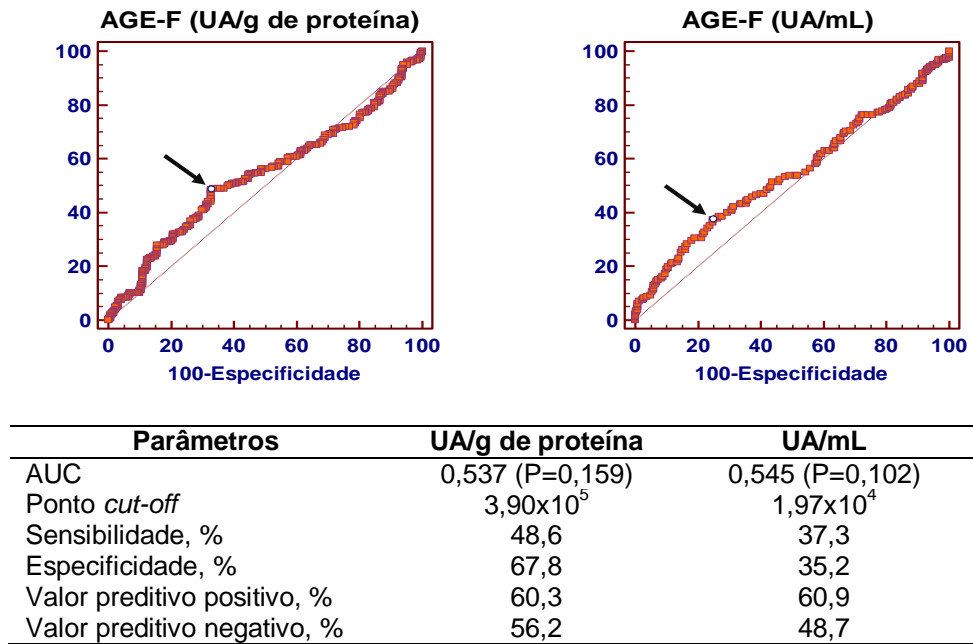 AGE-F (UA/g de proteína)
100
80
60
40
20
0
0 20 40 60 80 100
100-Especificidade
AGE-F (UA/mL)
100
80
60
40
20
0
0 20 40 60 80 100
100-Especificidade
Parâmetros UA/g de proteína UA/mL
AUC 0,537 (P=0,159) 0,545 (P=0,102)
Ponto cut-off 3,90x10⁵ 1,97x10⁴
Sensibilidade, % 48,6 37,3
Especificidade, % 67,8 35,2
Valor preditivo positivo, % 60,3 60,9
Valor preditivo negativo, % 56,2 48,7